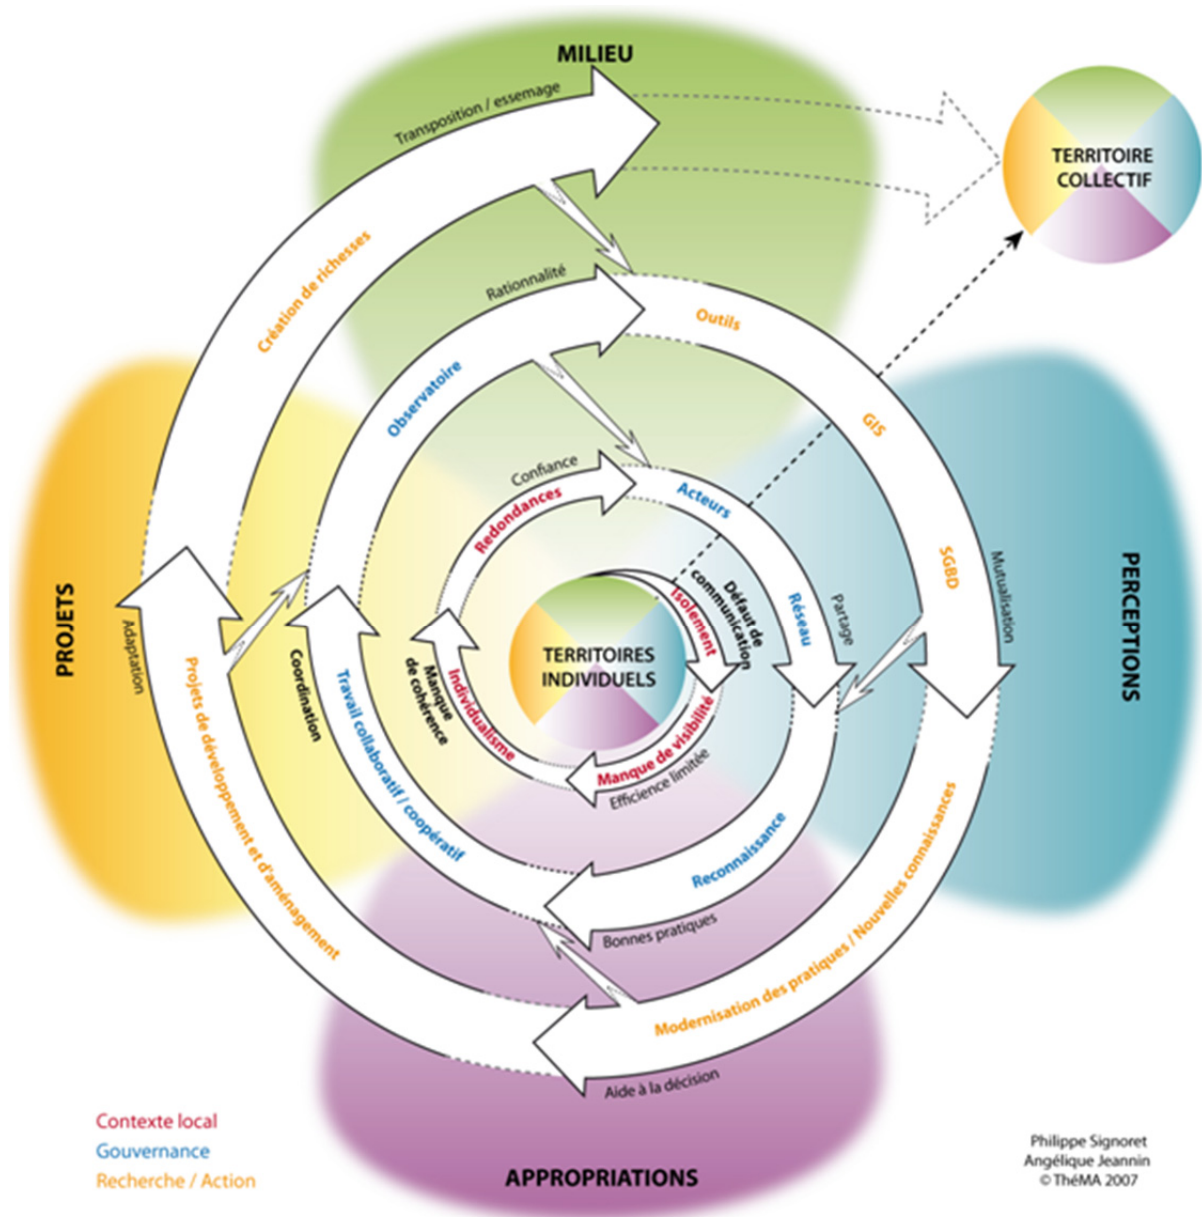 MILIEU
Transposition / essemage
TERRITOIRE
COLLECTIF
Création de richesses
Rationnalité
Outils
Observatoire
GIS
Confiance
Redondances
Acteurs
SGBD
Mutualisation
PROJETS
Adaptation
Projets de développement et d'aménagement
Coordination
Travail collaboratif / coopératif
Manque
de cohérence
Individualisme
TERRITOIRES
INDIVIDUELS
Isolement
Défaut de
communication
Réseau
Partage
PERCEPTIONS
Manque de visibilité
Efficience limitée
Reconnaissance
Bonnes pratiques
Modernisation des pratiques / Nouvelles connaissances
Aide à la décision
APPROPRIATIONS
Contexte local
Gouvernance
Recherche / Action
Philippe Signoret
Angélique Jeannin
© ThéMA 2007